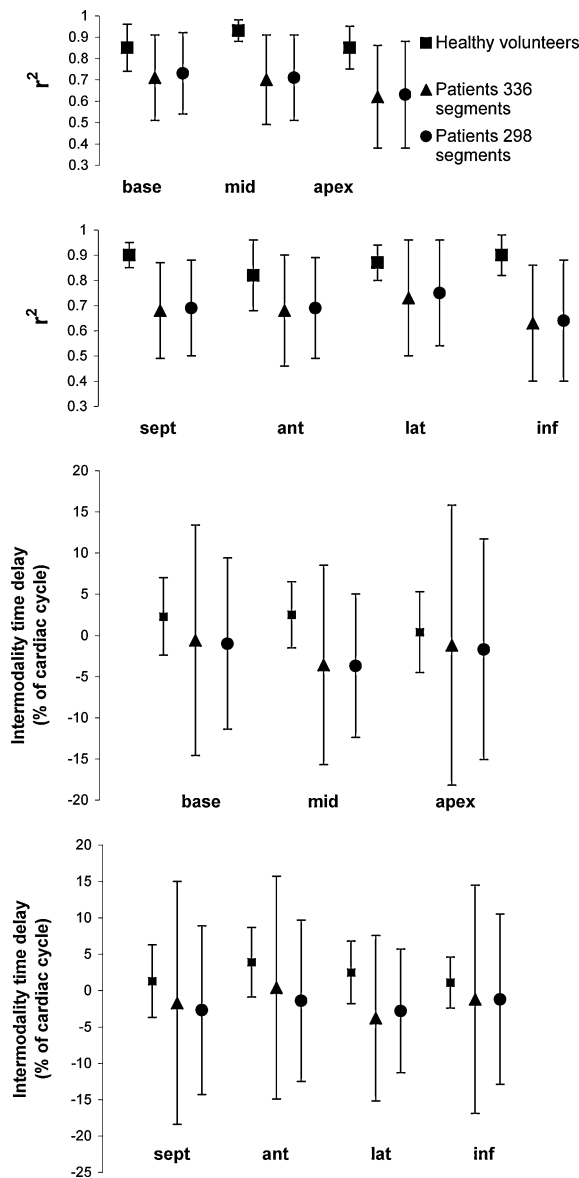 1
0.9
0.8
0.7
0.6
0.5
0.4
0.3
r²
base mid apex
Healthy volunteers
Patients 336
segments
Patients 298
segments
1
0.9
0.8
0.7
0.6
0.5
0.4
0.3
r²
sept ant lat inf
20
15
10
5
0
-5
-10
-15
-20
Intermodality time delay
(% of cardiac cycle)
base mid apex
20
15
10
5
0
-5
-10
-15
-20
-25
Intermodality time delay
(% of cardiac cycle)
sept ant lat inf